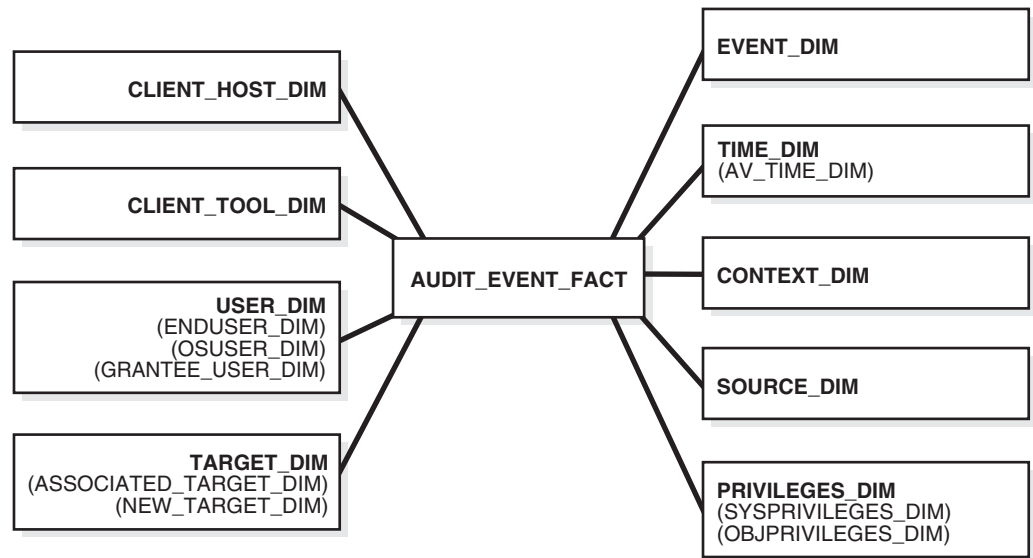 CLIENT_HOST_DIM
CLIENT_TOOL_DIM
USER_DIM
(ENDUSER_DIM)
(OSUSER_DIM)
(GRANTEE_USER_DIM)
TARGET_DIM
(ASSOCIATED_TARGET_DIM)
(NEW_TARGET_DIM)
AUDIT_EVENT_FACT
EVENT_DIM
TIME_DIM
(AV_TIME_DIM)
CONTEXT_DIM
SOURCE_DIM
PRIVILEGES_DIM
(SYSPRIVILEGES_DIM)
(OBJPRIVILEGES_DIM)